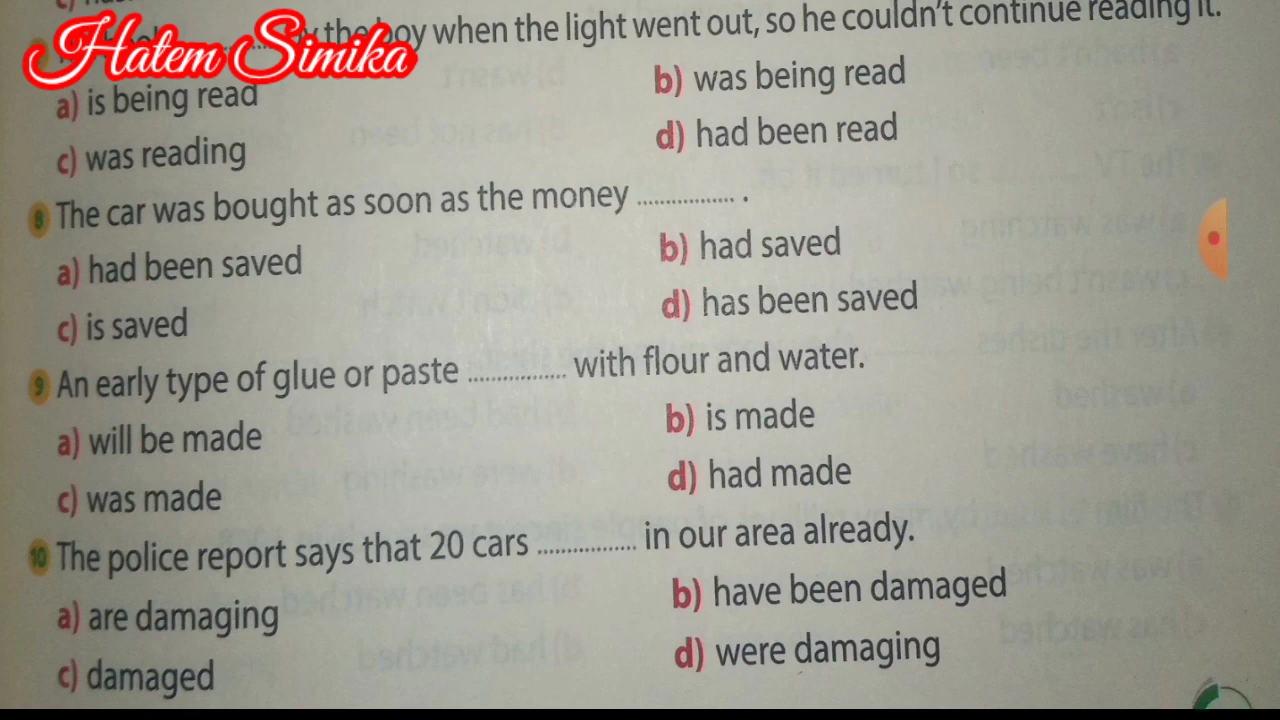 Hatem Simika
the boy when the light went out, so he couldn't continue reading it.
a) is being read b) was being read
c) was reading d) had been read
8 The car was bought as soon as the money ................. .
a) had been saved b) had saved
c) is saved d) has been saved
9 An early type of glue or paste ................. with flour and water.
a) will be made b) is made
c) was made d) had made
10 The police report says that 20 cars ................. in our area already.
a) are damaging b) have been damaged
c) damaged d) were damaging